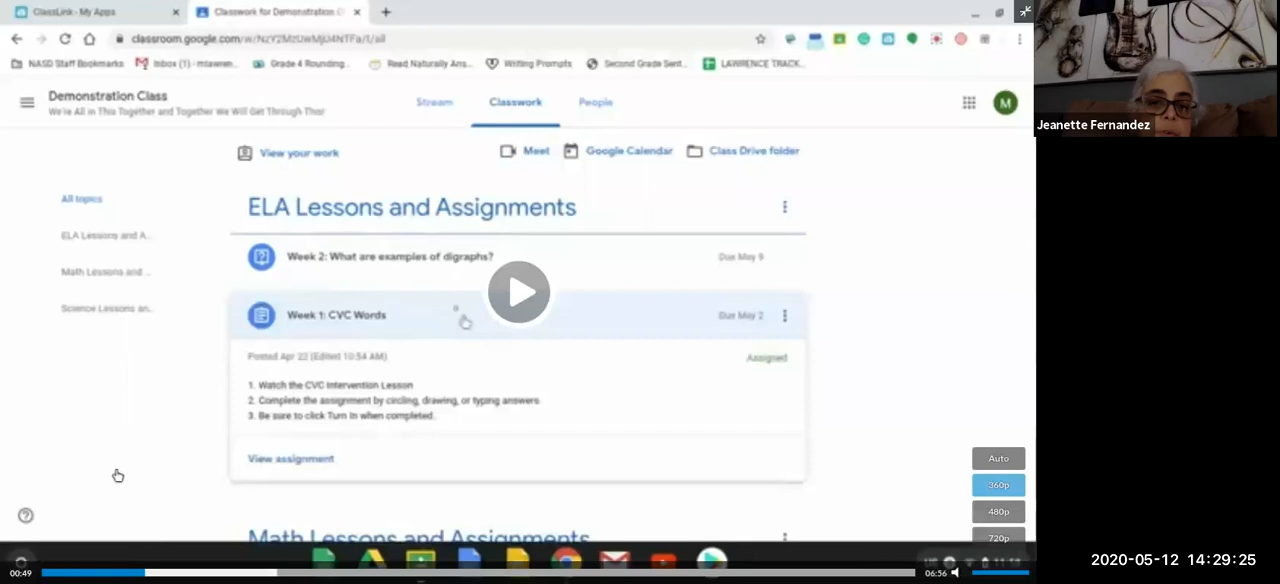 ClassLink - My Apps
Classwork for Demonstration C
classroom.google.com
NASD Staff Bookmarks
Inbox (1) - mlawren...
Grade 4 Rounding...
Read Naturally Ans...
Writing Prompts
Second Grade Sent...
LAWRENCE TRACK...
Demonstration Class
We're All in This Together and Together We Will Get Through Thor
Stream
Classwork
People
M
Jeanette Fernandez
View your work
Meet
Google Calendar
Class Drive folder
All topics
ELA Lessons and A...
Math Lessons and ...
Science Lessons an...
ELA Lessons and Assignments
Week 2: What are examples of digraphs?
Due May 9
Week 1: CVC Words
Due May 2
Posted Apr 22 (Edited 10:54 AM)
Assigned
1. Watch the CVC Intervention Lesson
2. Complete the assignment by circling, drawing, or typing answers
3. Be sure to click Turn In when completed.
View assignment
Math Lessons and Assignments
Auto
360p
480p
720p
00:49
06:56
2020-05-12 14:29:25